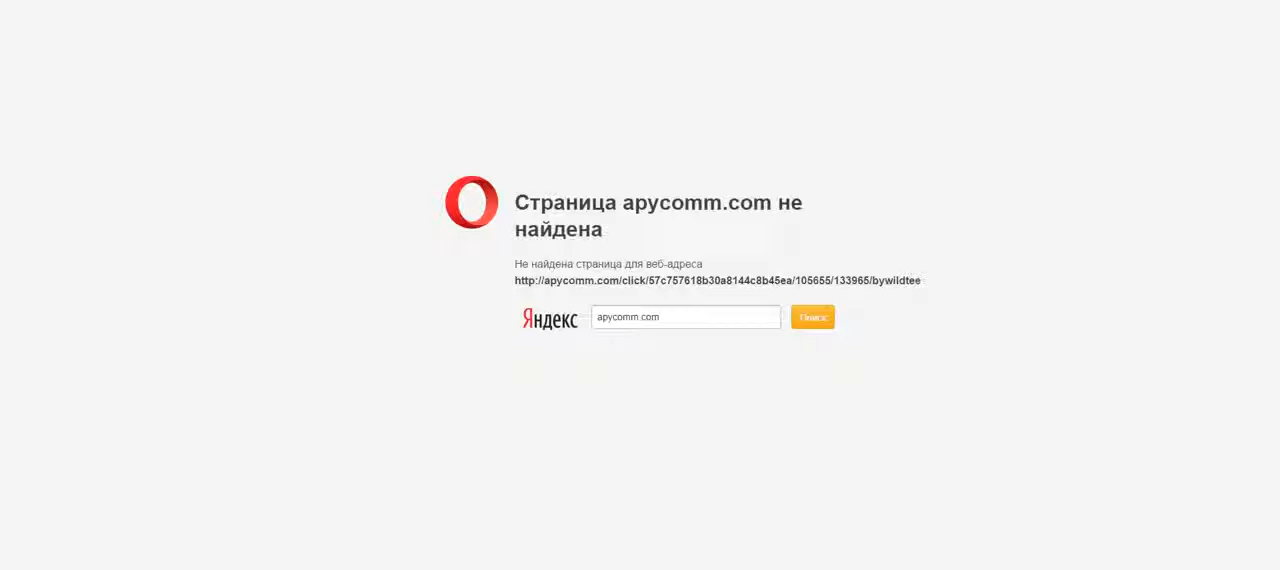 Страница apycomm.com не
найдена
Не найдена страница для веб-адреса
http://apycomm.com/click/57c757618b30a8144c8b45ea/105655/133965/bywildtee
Яндекс apycomm.com Поиск